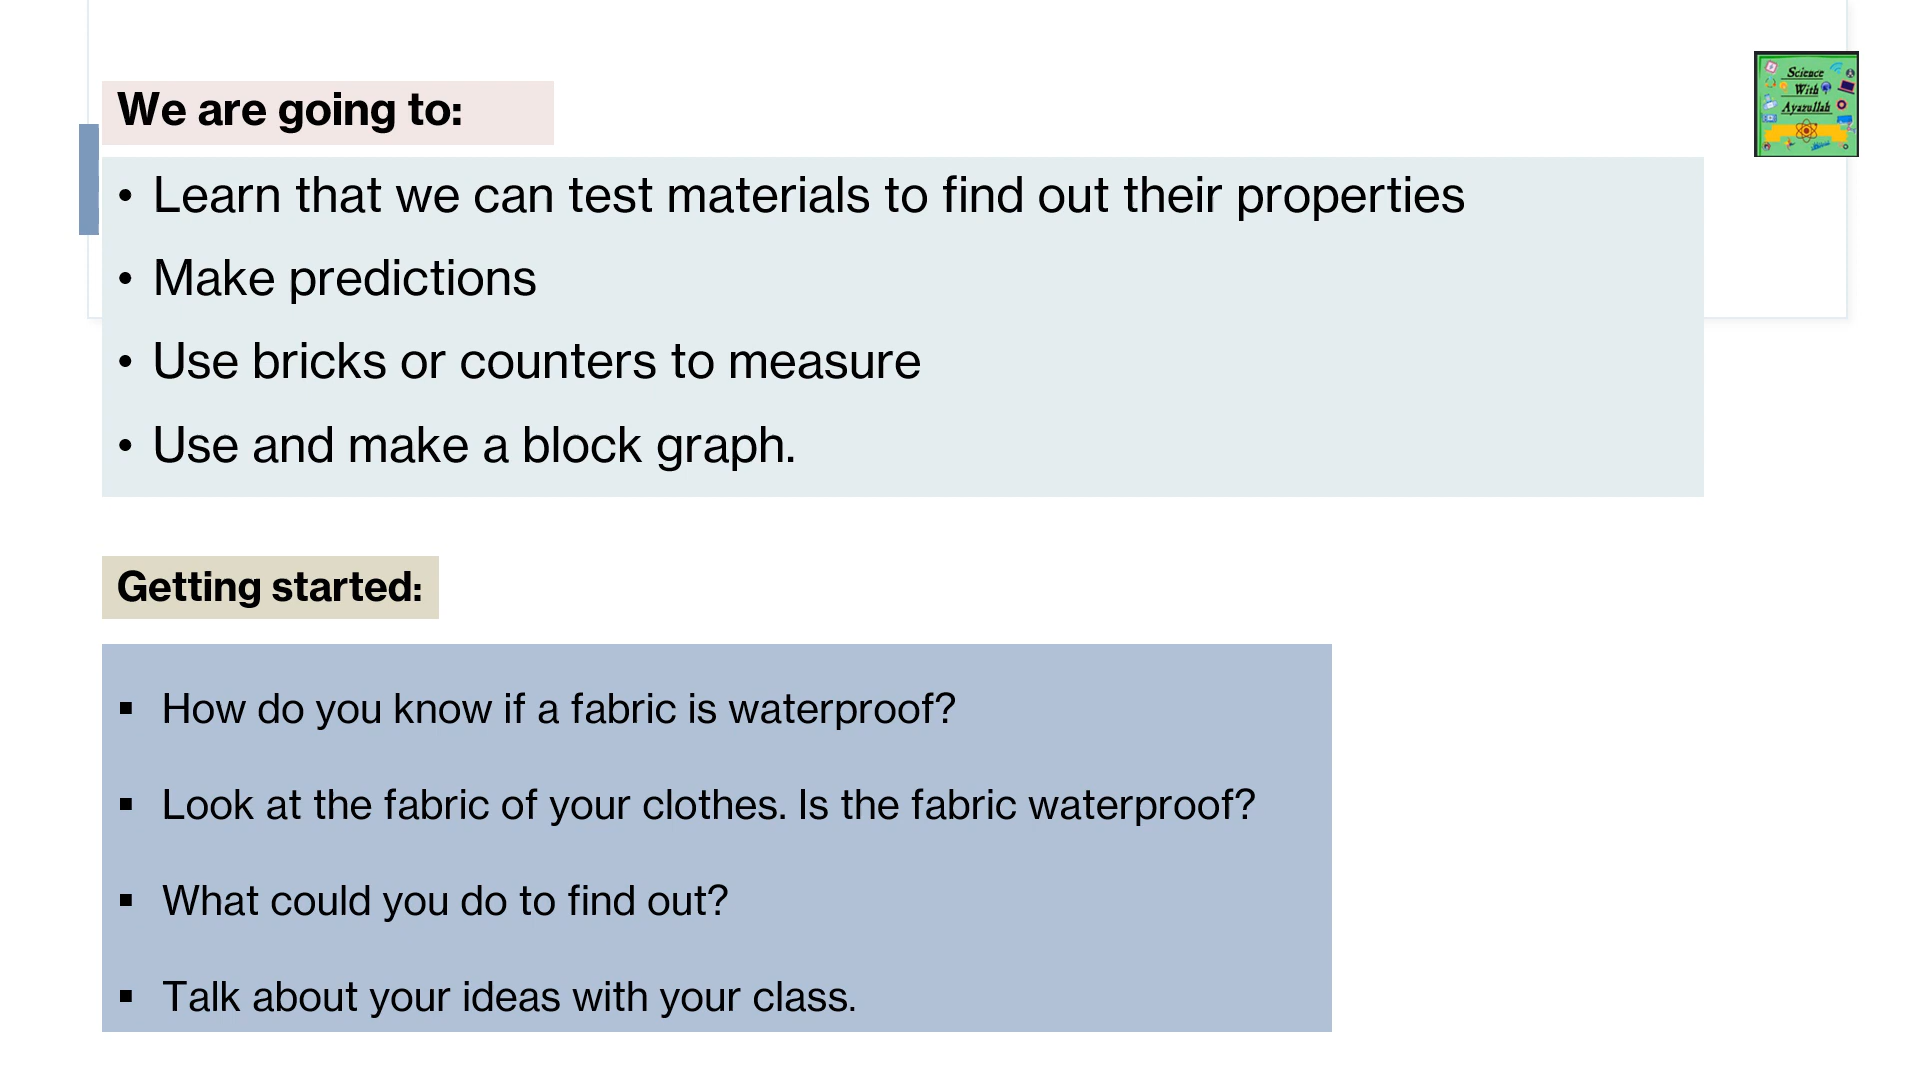 Science
With
Ayazullah
We are going to:
• Learn that we can test materials to find out their properties
• Make predictions
• Use bricks or counters to measure
• Use and make a block graph.
Getting started:
▪ How do you know if a fabric is waterproof?
▪ Look at the fabric of your clothes. Is the fabric waterproof?
▪ What could you do to find out?
▪ Talk about your ideas with your class.